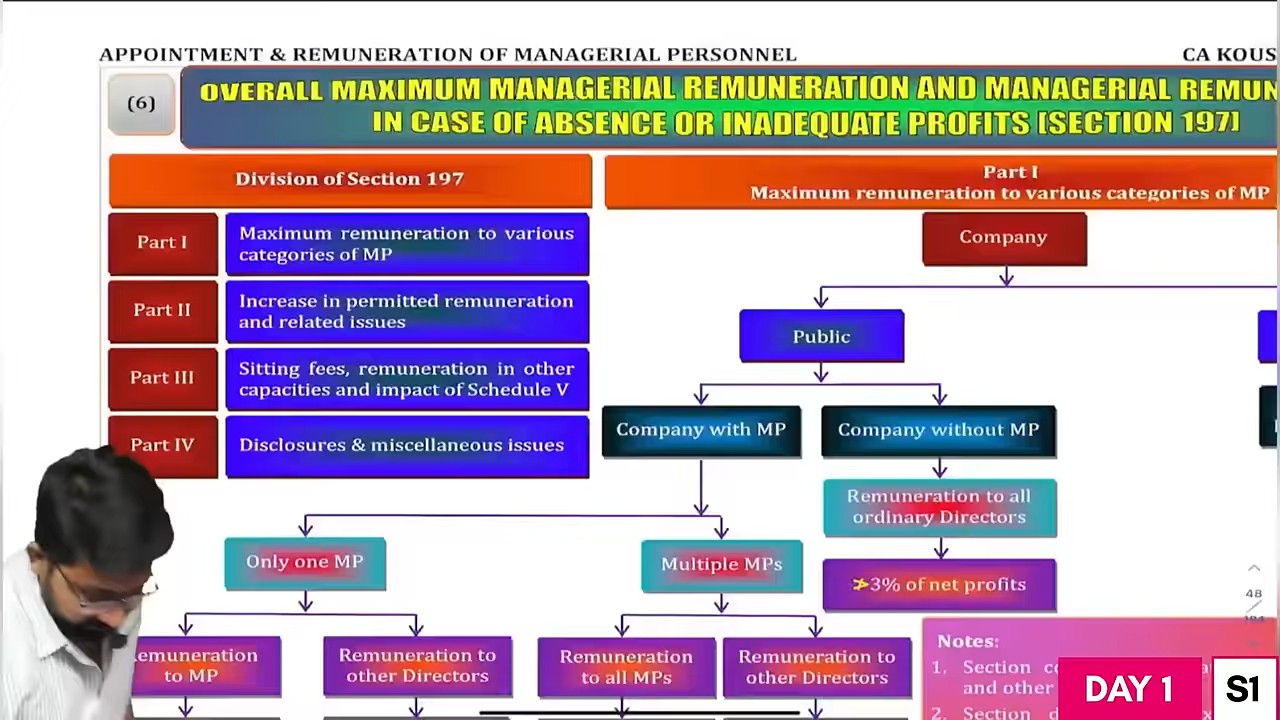 APPOINTMENT & REMUNERATION OF MANAGERIAL PERSONNEL
CA KOUS
(6)
OVERALL MAXIMUM MANAGERIAL REMUNERATION AND MANAGERIAL REMUN
IN CASE OF ABSENCE OR INADEQUATE PROFITS [SECTION 197]
Division of Section 197
Part I
Maximum remuneration to various categories of MP
Part I
Maximum remuneration to various
categories of MP
Part II
Increase in permitted remuneration
and related issues
Part III
Sitting fees, remuneration in other
capacities and impact of Schedule V
Part IV
Disclosures & miscellaneous issues
Company
Public
Company with MP
Company without MP
Remuneration to all
ordinary Directors
≯3% of net profits
Only one MP
Multiple MPs
Remuneration
to MP
Remuneration to
other Directors
Remuneration
to all MPs
Remuneration to
other Directors
Notes:
1. Section
and other
2. Section
48
DAY 1
S1